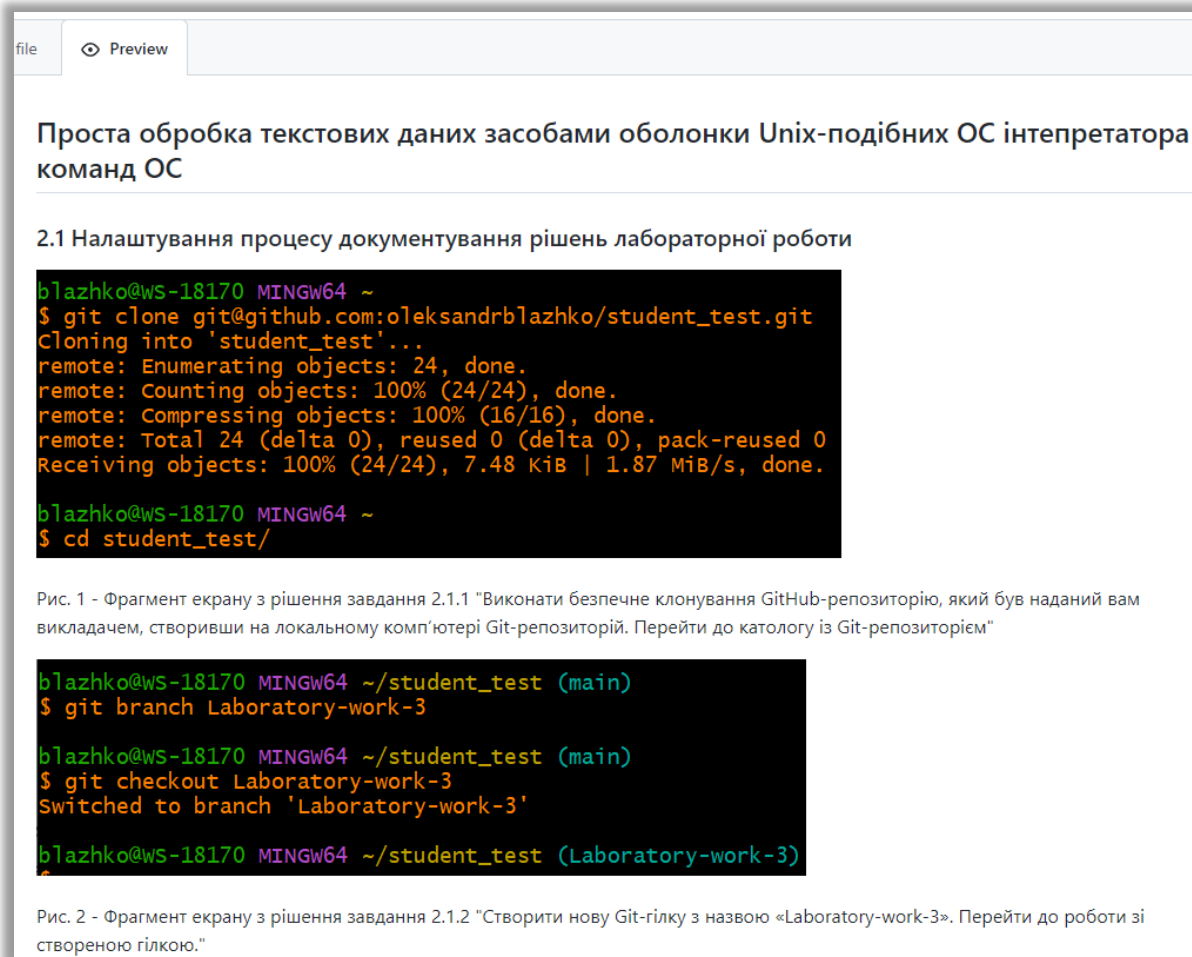 file
Preview
Проста обробка текстових даних засобами оболонки Unix-подібних ОС інтепретатора
команд ОС
2.1 Налаштування процесу документування рішень лабораторної роботи
blazhko@WS-18170 MINGW64 ~
$ git clone git@github.com:oleksandrblazhko/student_test.git
Cloning into 'student_test'...
remote: Enumerating objects: 24, done.
remote: Counting objects: 100% (24/24), done.
remote: Compressing objects: 100% (16/16), done.
remote: Total 24 (delta 0), reused 0 (delta 0), pack-reused 0
Receiving objects: 100% (24/24), 7.48 KiB | 1.87 MiB/s, done.
blazhko@WS-18170 MINGW64 ~
$ cd student_test/
Рис. 1 - Фрагмент екрану з рішення завдання 2.1.1 "Виконати безпечне клонування GitHub-репозиторію, який був наданий вам
викладачем, створивши на локальному комп'ютері Git-репозиторій. Перейти до катологу із Git-репозиторієм"
blazhko@WS-18170 MINGW64 ~/student_test (main)
$ git branch Laboratory-work-3
blazhko@WS-18170 MINGW64 ~/student_test (main)
$ git checkout Laboratory-work-3
Switched to branch 'Laboratory-work-3'
blazhko@WS-18170 MINGW64 ~/student_test (Laboratory-work-3)
Рис. 2 - Фрагмент екрану з рішення завдання 2.1.2 "Створити нову Git-гілку з назвою «Laboratory-work-3». Перейти до роботи зі
створеною гілкою."